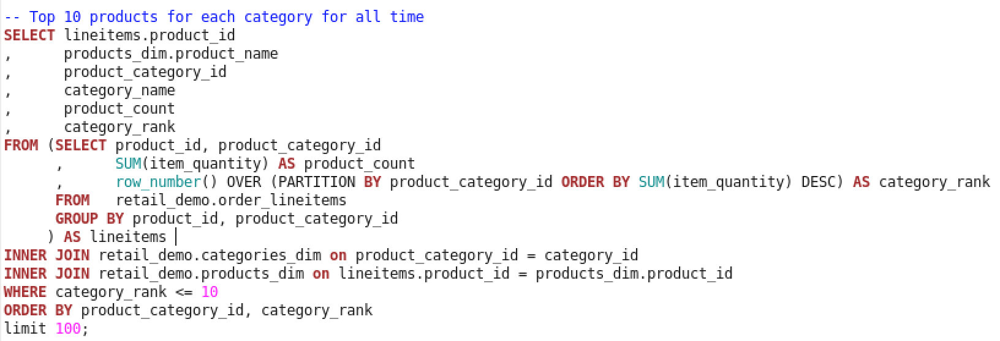 -- Top 10 products for each category for all time
SELECT lineitems.product_id
,      products_dim.product_name
,      product_category_id
,      category_name
,      product_count
,      category_rank
FROM (SELECT product_id, product_category_id
      ,      SUM(item_quantity) AS product_count
      ,      row_number() OVER (PARTITION BY product_category_id ORDER BY SUM(item_quantity) DESC) AS category_rank
      FROM   retail_demo.order_lineitems
      GROUP BY product_id, product_category_id
     ) AS lineitems
INNER JOIN retail_demo.categories_dim on product_category_id = category_id
INNER JOIN retail_demo.products_dim on lineitems.product_id = products_dim.product_id
WHERE category_rank <= 10
ORDER BY product_category_id, category_rank
limit 100;